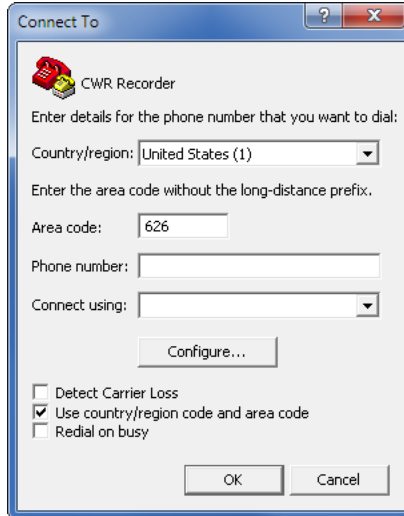 Connect To
CWR Recorder
Enter details for the phone number that you want to dial:
Country/region: United States (1)
Enter the area code without the long-distance prefix.
Area code: 626
Phone number:
Connect using:
Configure...
Detect Carrier Loss
Use country/region code and area code
Redial on busy
OK Cancel